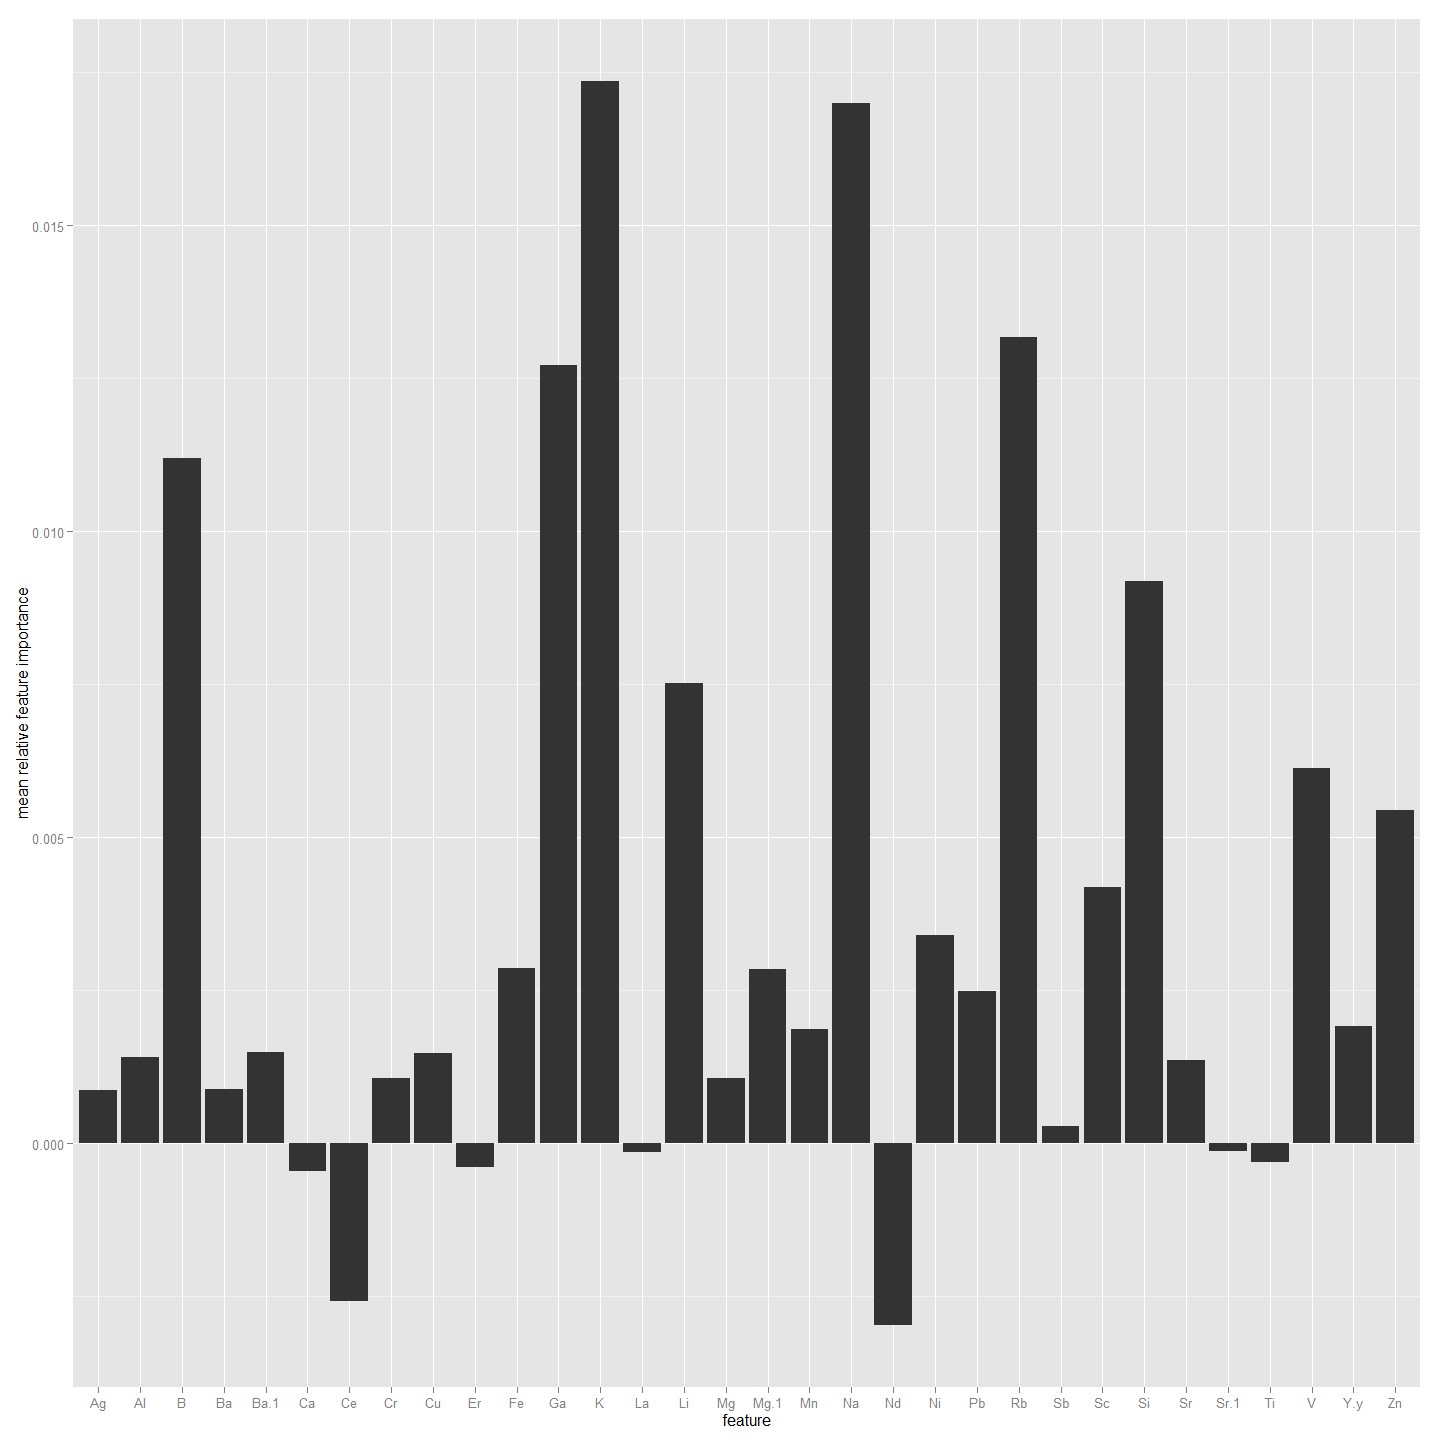 mean relative feature importance
0.015
0.010
0.005
0.000
Ag Al B Ba Ba.1 Ca Ce Cr Cu Er Fe Ga K La Li Mg Mg.1 Mn Na Nd Ni Pb Rb Sb Sc Si Sr Sr.1 Ti V Y.y Zn
feature